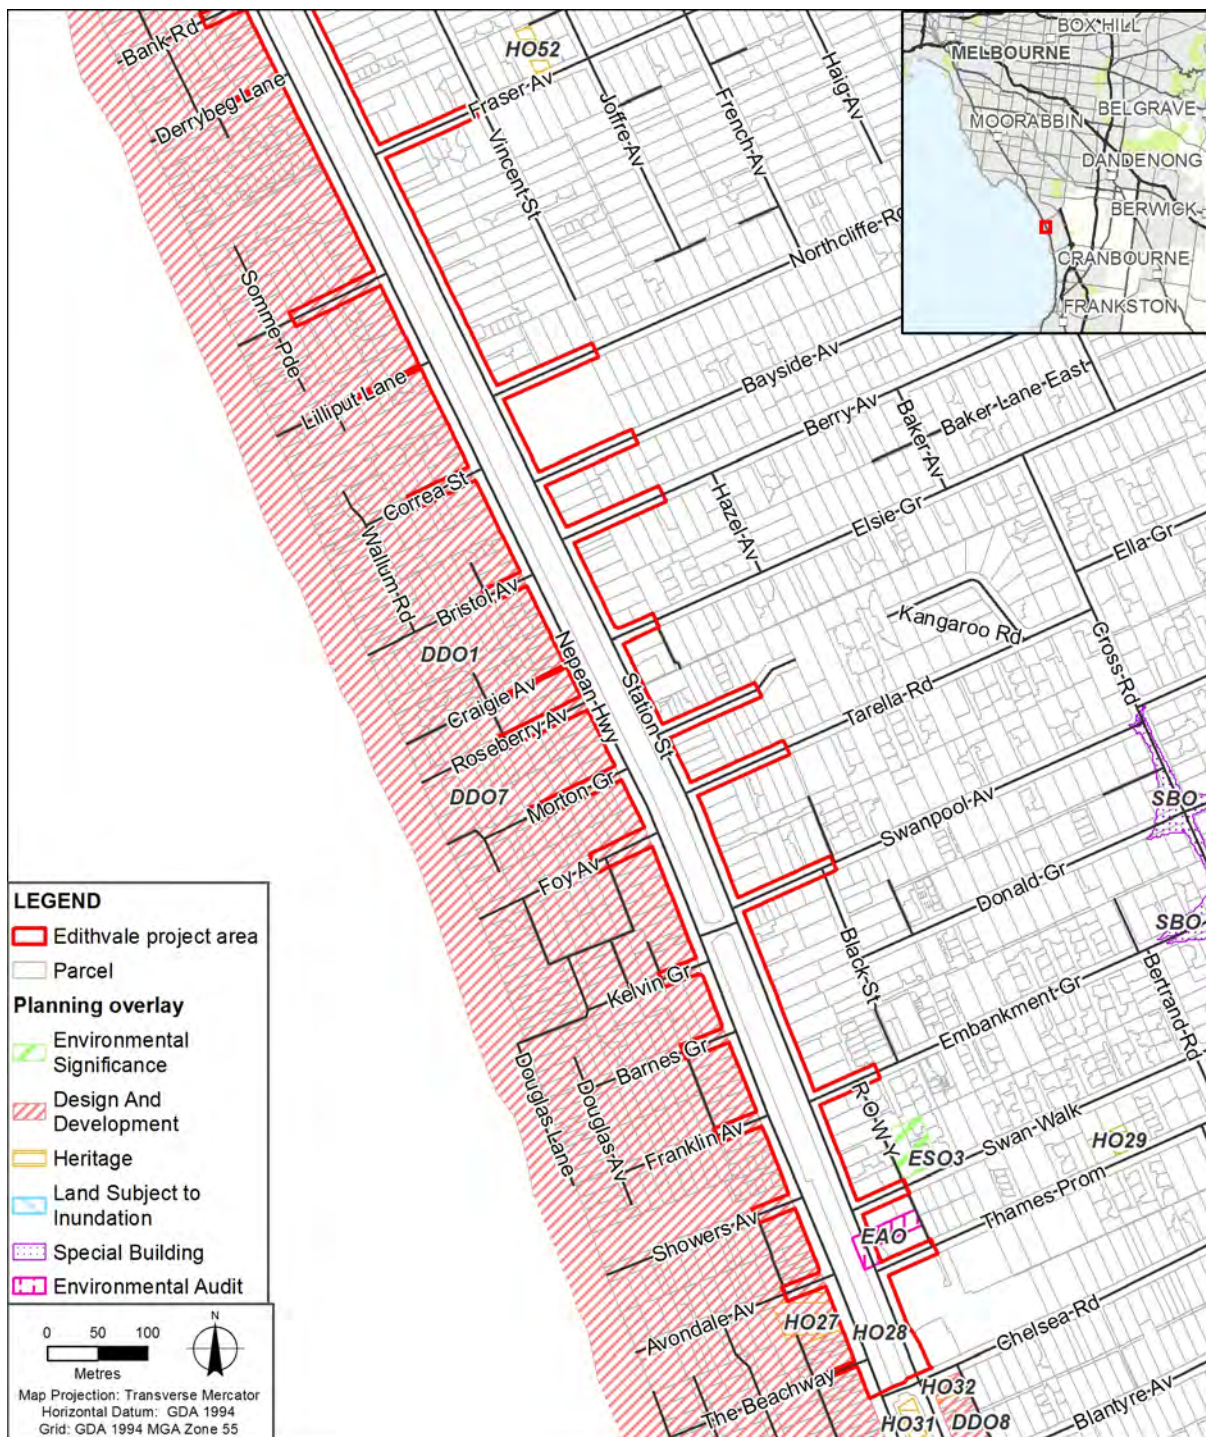 Bank Rd
HO52
Fraser Av
Haig Av
BOX HILL
MELBOURNE
BELGRAVE
MOORABBIN
DANDENONG
BERWICK
CRANBOURNE
FRANKSTON
Derrybeg Lane
Joffre Av
French Av
Vincent St
Northcliffe Rd
Somme Pde
Bayside Av
Lilliput Lane
Berry Av
Baker Lane East
Baker Av
Correa St
Hazel Av
Elsie Gr
Wallum Rd
Ella Gr
Bristol Av
Kangaroo Rd
DDO1
Nepean Hwy
Station St
Cross Rd
Craigie Av
Tarella Rd
Roseberry Av
DDO7
Morton Gr
SBO
Swanpool Av
Foy Av
Donald Gr
SBO
Black St
Kelvin Gr
Embankment Gr
Bertrand Rd
Barnes Gr
Douglas Lane
Douglas Av
R O W Y
Franklin Av
ESO3
Swan Walk
HO29
Thames Prom
Showers Av
EAO
Avondale Av
HO27
HO28
Chelsea Rd
The Beachway
HO32
HO31
DDO8
Blantyre Av
LEGEND
Edithvale project area
Parcel
Planning overlay
Environmental
Significance
Design And
Development
Heritage
Land Subject to
Inundation
Special Building
Environmental Audit
0 50 100
Metres
N
Map Projection: Transverse Mercator
Horizontal Datum: GDA 1994
Grid: GDA 1994 MGA Zone 55